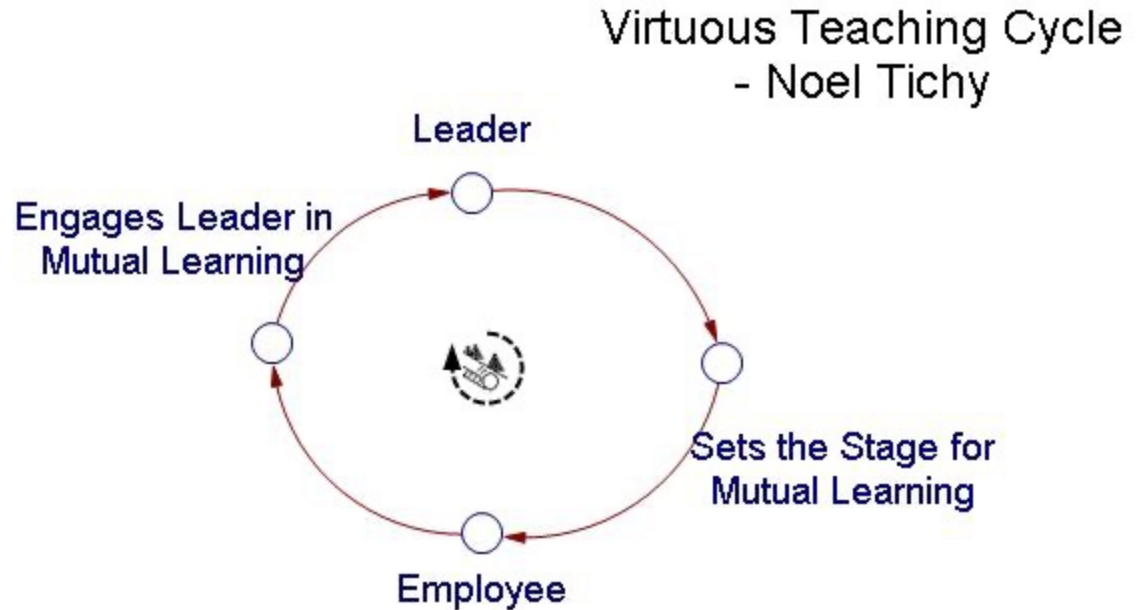 Virtuous Teaching Cycle
- Noel Tichy
Leader
Engages Leader in
Mutual Learning
Sets the Stage for
Mutual Learning
Employee